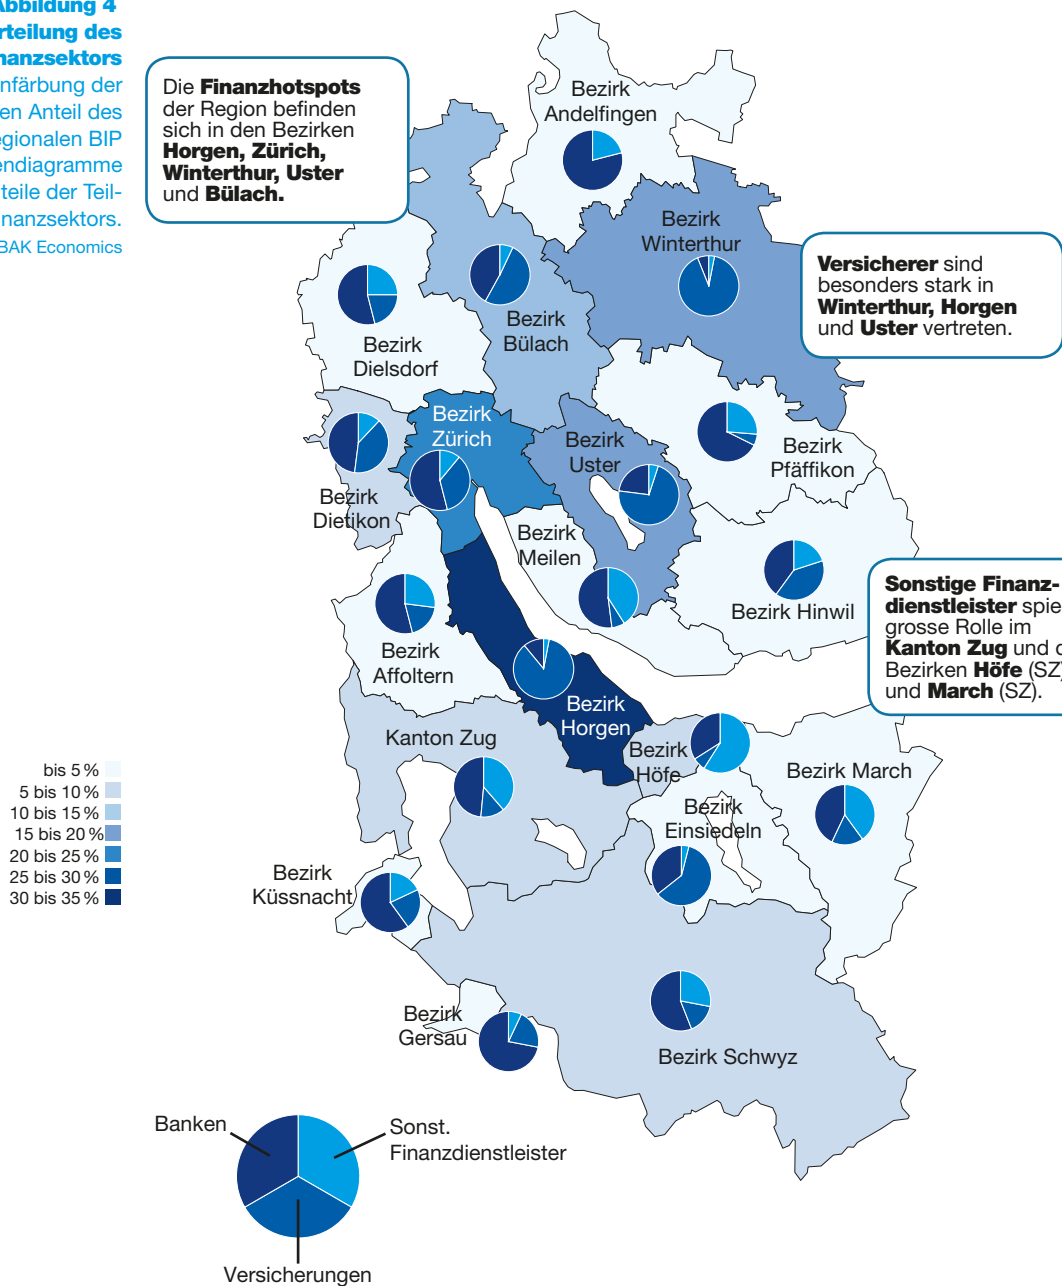 Abbildung 4
rteilung des
nanzsektors
nfärbung der
en Anteil des
egionalen BIP
endiagramme
teile der Teil-
nanzsektors.
BAK Economics
Die Finanzhotspots
der Region befinden
sich in den Bezirken
Horgen, Zürich,
Winterthur, Uster
und Bülach.
Bezirk
Andelfingen
Bezirk
Winterthur
Versicherer sind
besonders stark in
Winterthur, Horgen
und Uster vertreten.
Bezirk
Bülach
Bezirk
Dielsdorf
Bezirk
Zürich
Bezirk
Uster
Bezirk
Pfäffikon
Bezirk
Dietikon
Bezirk
Meilen
Bezirk Hinwil
Sonstige Finanz-
dienstleister spie
grosse Rolle im
Kanton Zug und d
Bezirken Höfe (SZ)
und March (SZ).
Bezirk
Affoltern
Bezirk
Horgen
Kanton Zug
Bezirk
Höfe
Bezirk March
Bezirk
Einsiedeln
bis 5 %
5 bis 10 %
10 bis 15 %
15 bis 20 %
20 bis 25 %
25 bis 30 %
30 bis 35 %
Bezirk
Küssnacht
Bezirk
Gersau
Bezirk Schwyz
Banken
Sonst.
Finanzdienstleister
Versicherungen